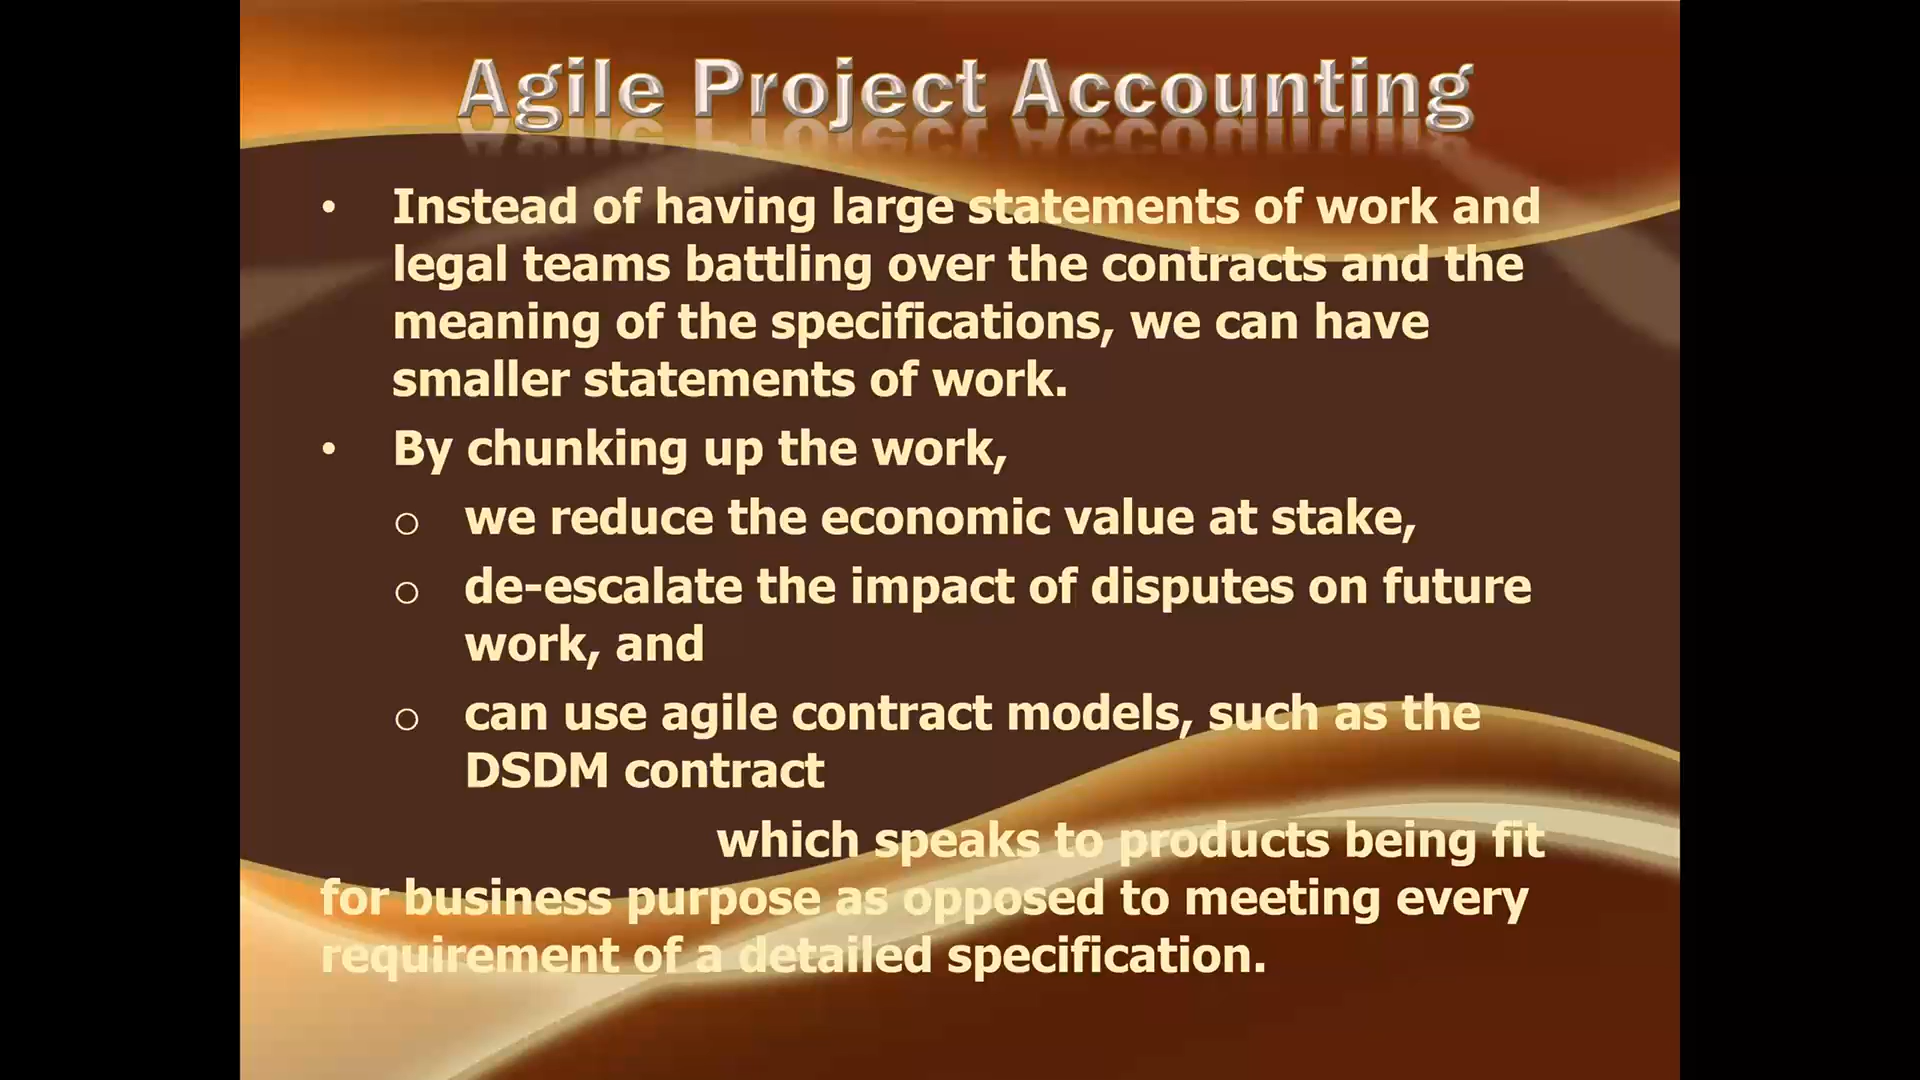 Agile Project Accounting
• Instead of having large statements of work and
legal teams battling over the contracts and the
meaning of the specifications, we can have
smaller statements of work.
• By chunking up the work,
o we reduce the economic value at stake,
o de-escalate the impact of disputes on future
work, and
o can use agile contract models, such as the
DSDM contract
which speaks to products being fit
for business purpose as opposed to meeting every
requirement of a detailed specification.